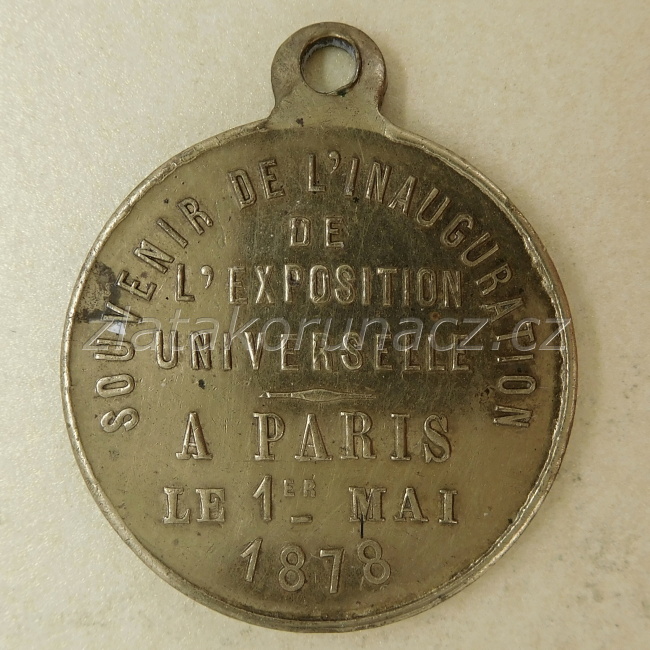 SOUVENIR DE L'INAUGURATION
DE
L'EXPOSITION
UNIVERSELLE
A PARIS
LE 1ER MAI
1878
zlatakorunacz.cz